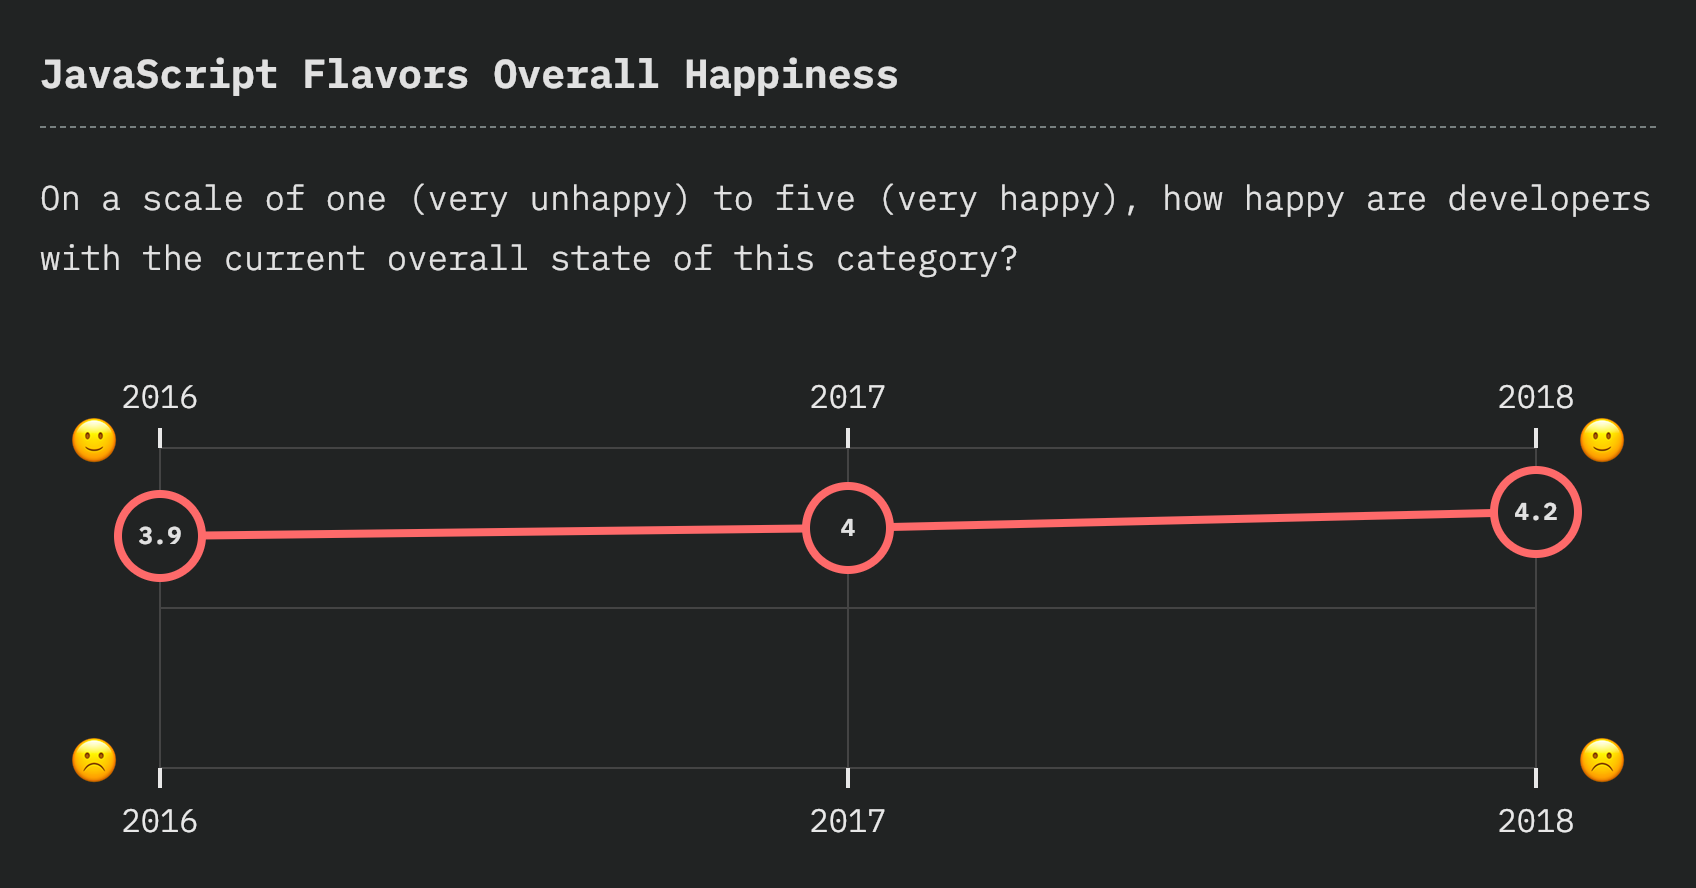 JavaScript Flavors Overall Happiness
On a scale of one (very unhappy) to five (very happy), how happy are developers
with the current overall state of this category?
2016 2017 2018
3.9 4 4.2
2016 2017 2018